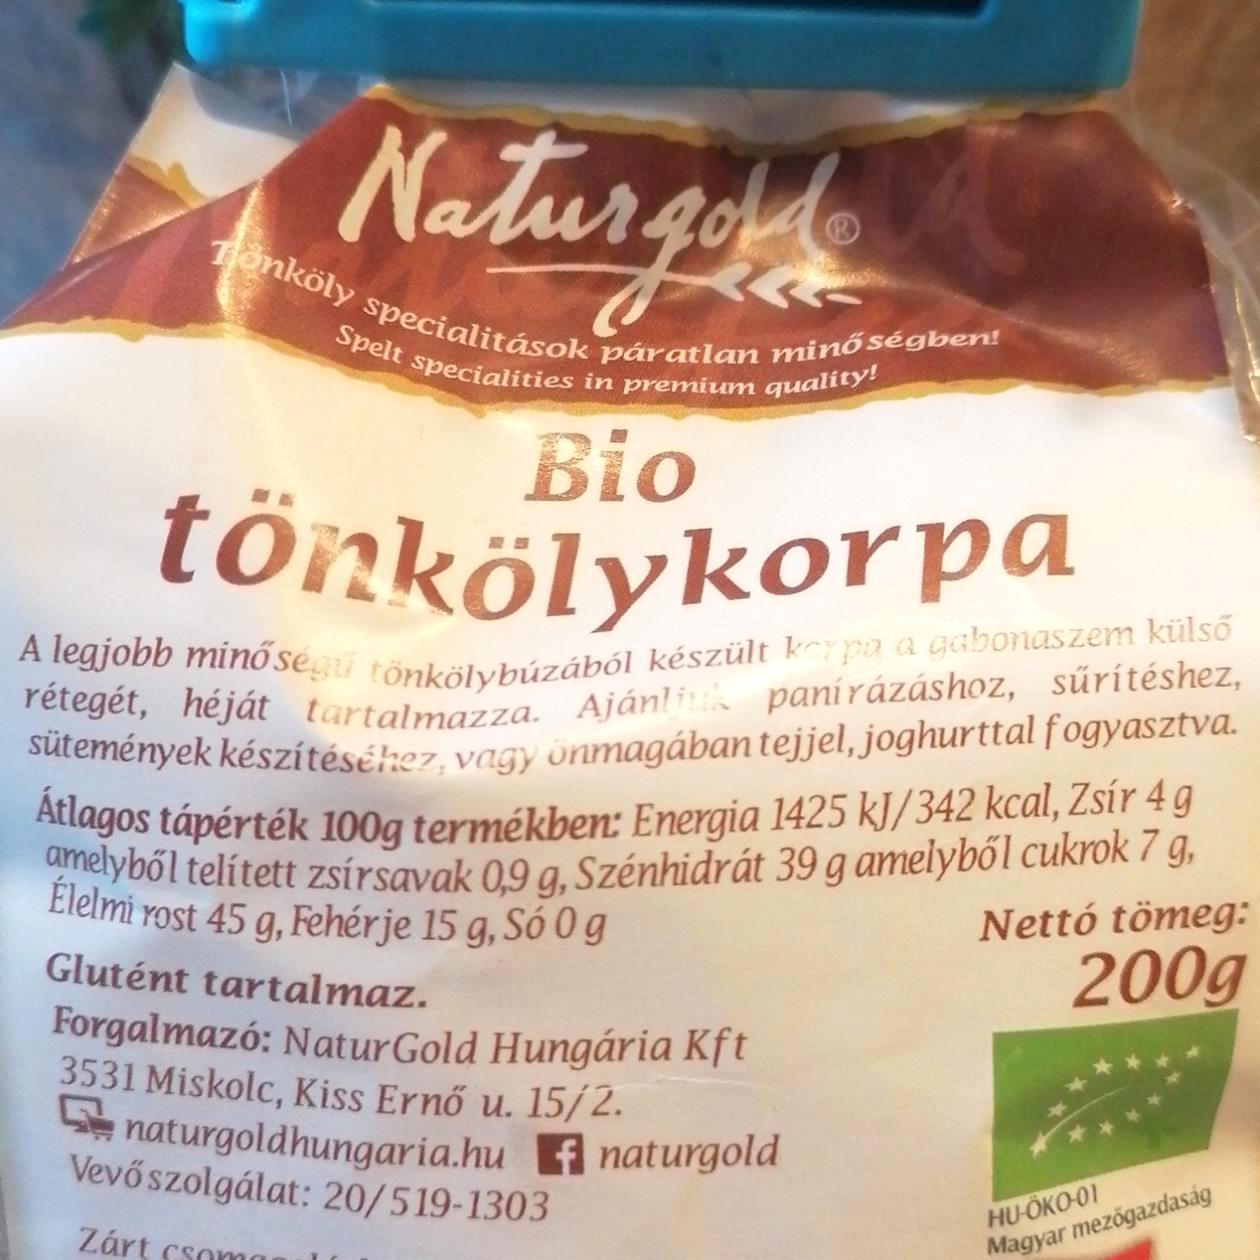 Naturgold®
Tönköly specialitások páratlan minőségben!
Spelt specialities in premium quality!
Bio
tönkölykorpa
A legjobb minőségű tönkölybúzából készült korpa a gabonaszem külső
rétegét, héját tartalmazza. Ajánljuk panírázáshoz, sűrítéshez,
sütemények készítéséhez, vagy önmagában tejjel, joghurttal fogyasztva.
Átlagos tápérték 100g termékben: Energia 1425 kJ/342 kcal, Zsír 4 g
amelyből telített zsírsavak 0,9 g, Szénhidrát 39 g amelyből cukrok 7 g,
Élelmi rost 45 g, Fehérje 15 g, Só 0 g
Nettó tömeg:
200g
Glutént tartalmaz.
Forgalmazó: NaturGold Hungária Kft
3531 Miskolc, Kiss Ernő u. 15/2.
naturgoldhungaria.hu f naturgold
Vevőszolgálat: 20/519-1303
HU-ÖKO-01
Magyar mezőgazdaság
Zárt